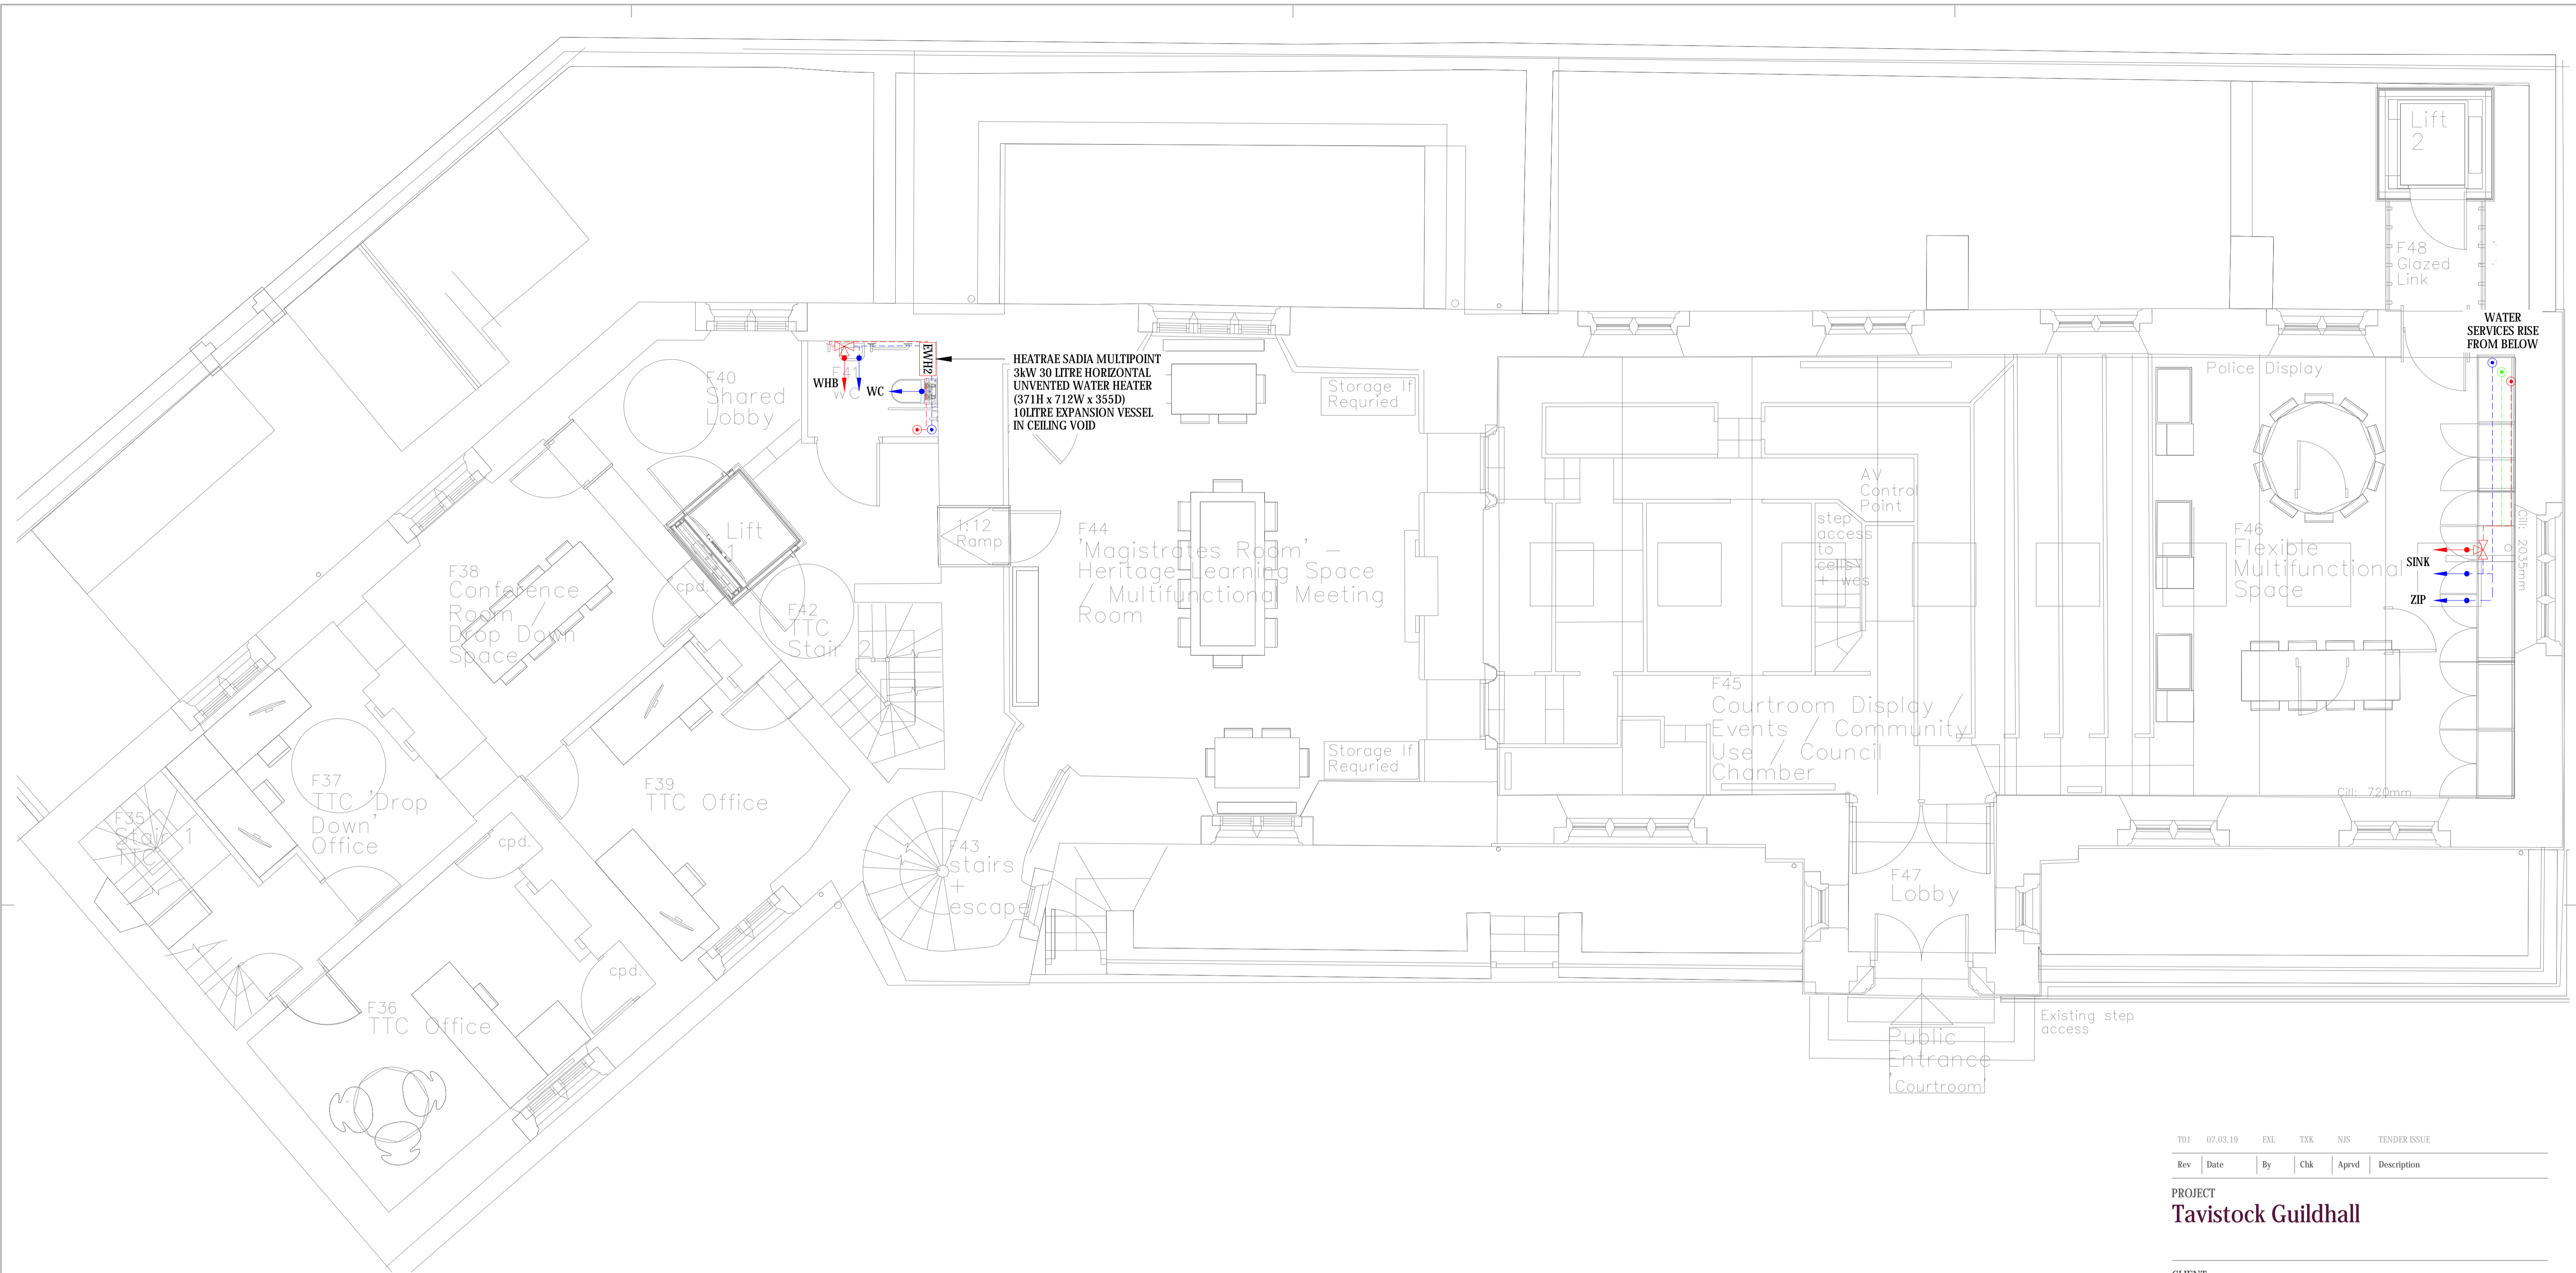 Lift
2
F48
Glazed
Link
WATER
SERVICES RISE
FROM BELOW
EWH2
HEATRAE SADIA MULTIPOINT
3kW 30 LITRE HORIZONTAL
UNVENTED WATER HEATER
(371H x 712W x 355D)
10LITRE EXPANSION VESSEL
IN CEILING VOID
F41
WC
WHB
WC
F40
Shared
Lobby
Storage If
Requried
Police Display
AV
Control
Point
step
access
to
cells
+ wcs
1:12
Ramp
Lift
1
cpd.
F44
'Magistrates Room' –
Heritage Learning Space
/ Multifunctional Meeting
Room
F46
Flexible
Multifunctional
Space
Cill: 2035mm
SINK
ZIP
F38
Conference
Room /
Drop Down
Space
F42
TTC
Stair 2
F45
Courtroom Display /
Events / Community
Use / Council
Chamber
Storage If
Requried
Cill: 720mm
F39
TTC Office
F37
TTC 'Drop
Down'
Office
F35
Stair 1
TTC
cpd.
F43
stairs
+
escape
F47
Lobby
cpd.
F36
TTC Office
Existing step
access
Public
Entrance
'Courtroom'
T01 07.03.19 EXL TXK NJS TENDER ISSUE
Rev Date By Chk Aprvd Description
PROJECT
Tavistock Guildhall